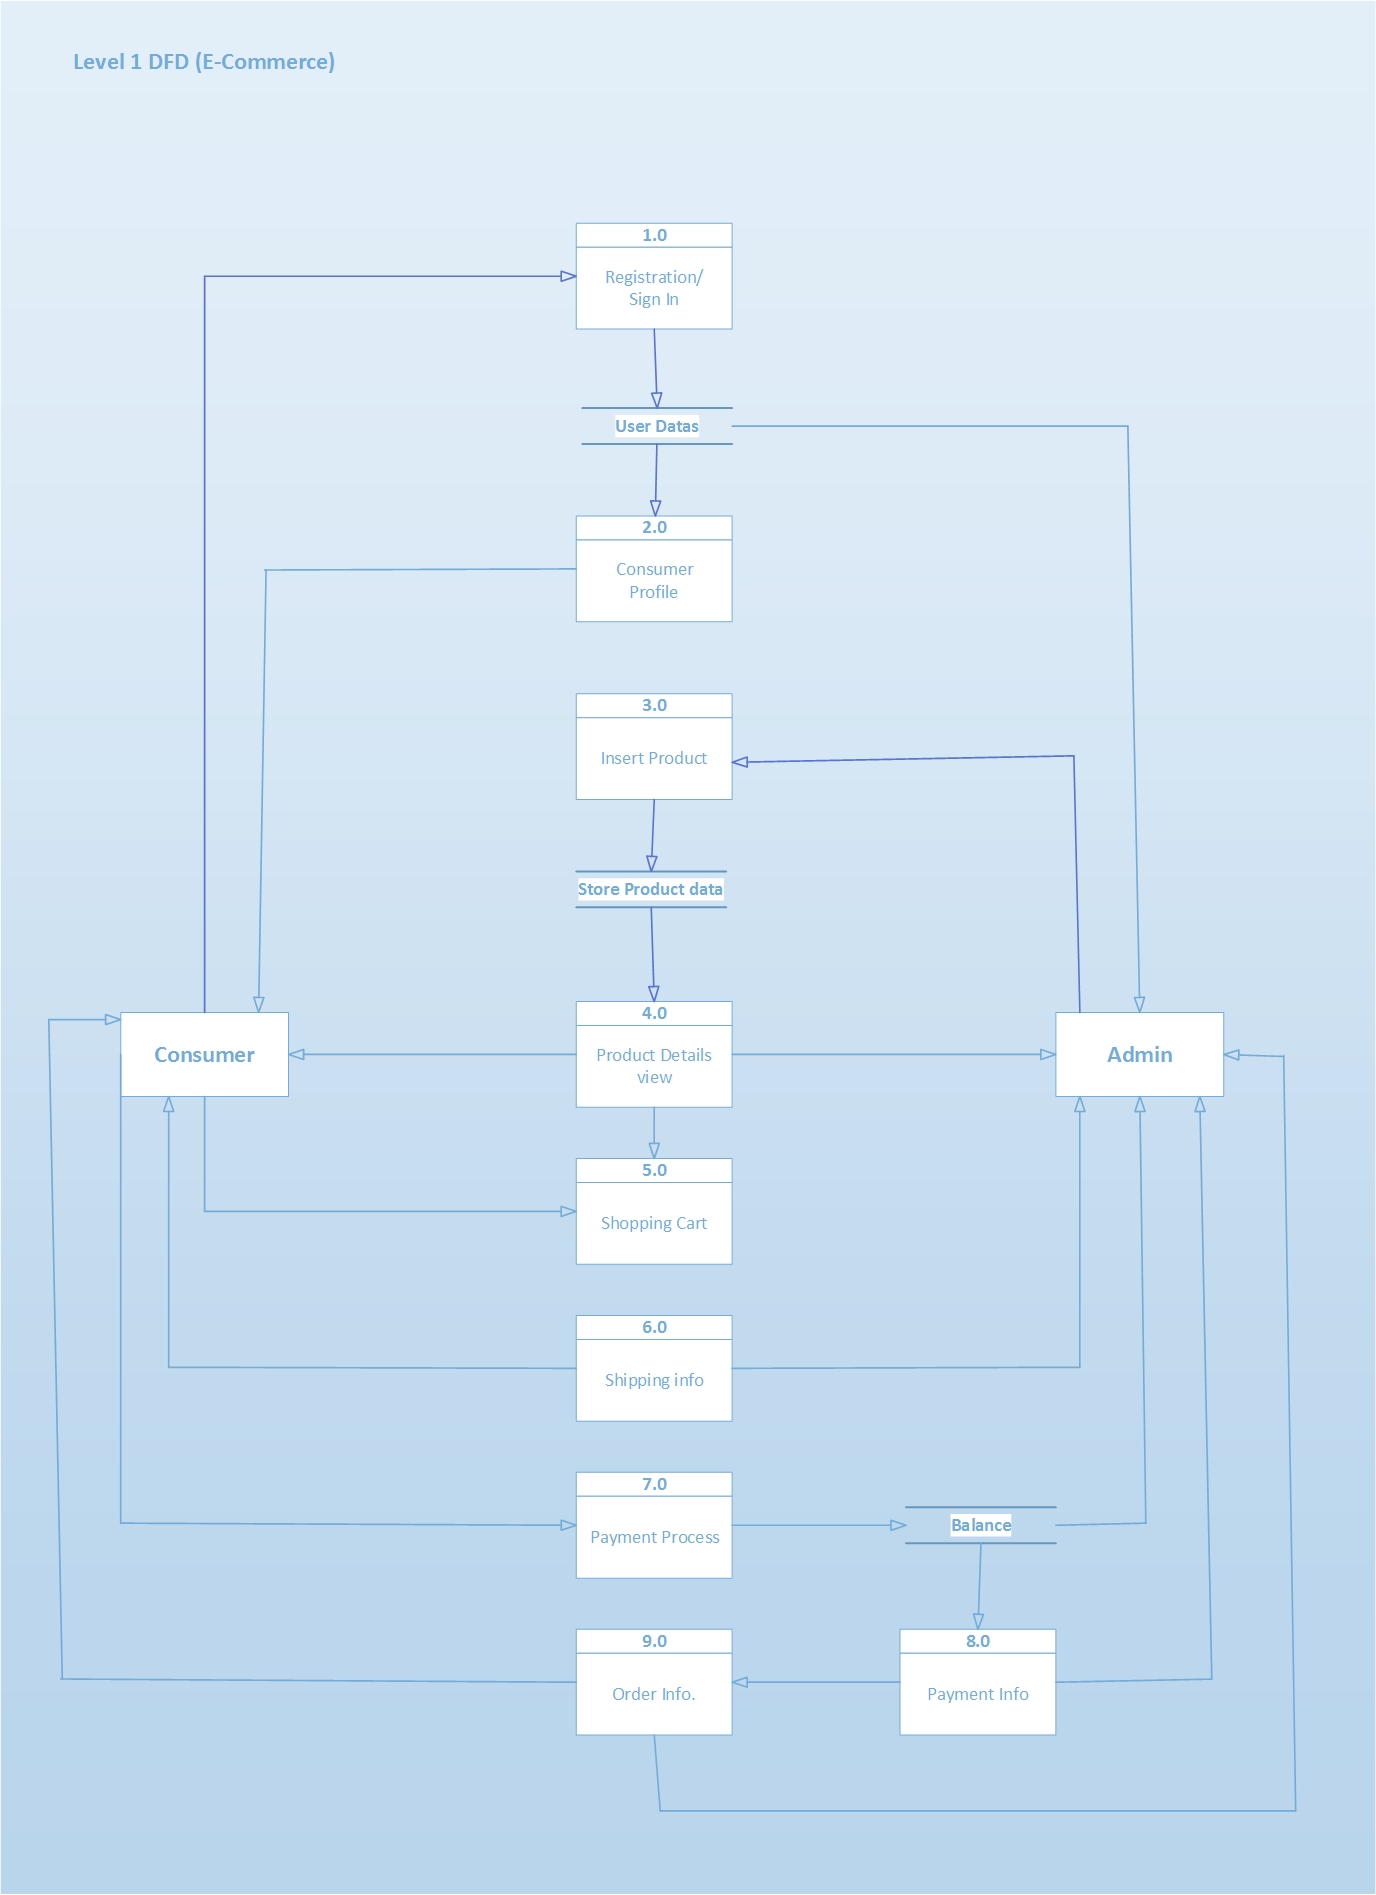 Level 1 DFD (E-Commerce)
1.0
Registration/
Sign In
User Datas
2.0
Consumer
Profile
3.0
Insert Product
Store Product data
4.0
Product Details
view
Consumer
Admin
5.0
Shopping Cart
6.0
Shipping info
7.0
Payment Process
Balance
9.0
Order Info.
8.0
Payment Info